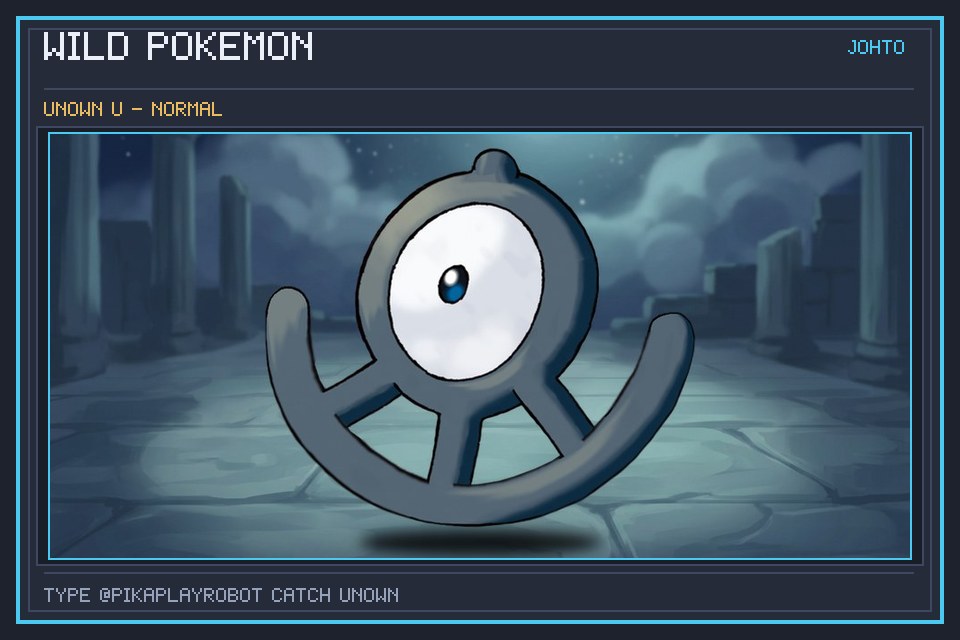 WILD POKEMON
JOHTO
UNOWN U - NORMAL
TYPE @PIKAPLAYROBOT CATCH UNOWN